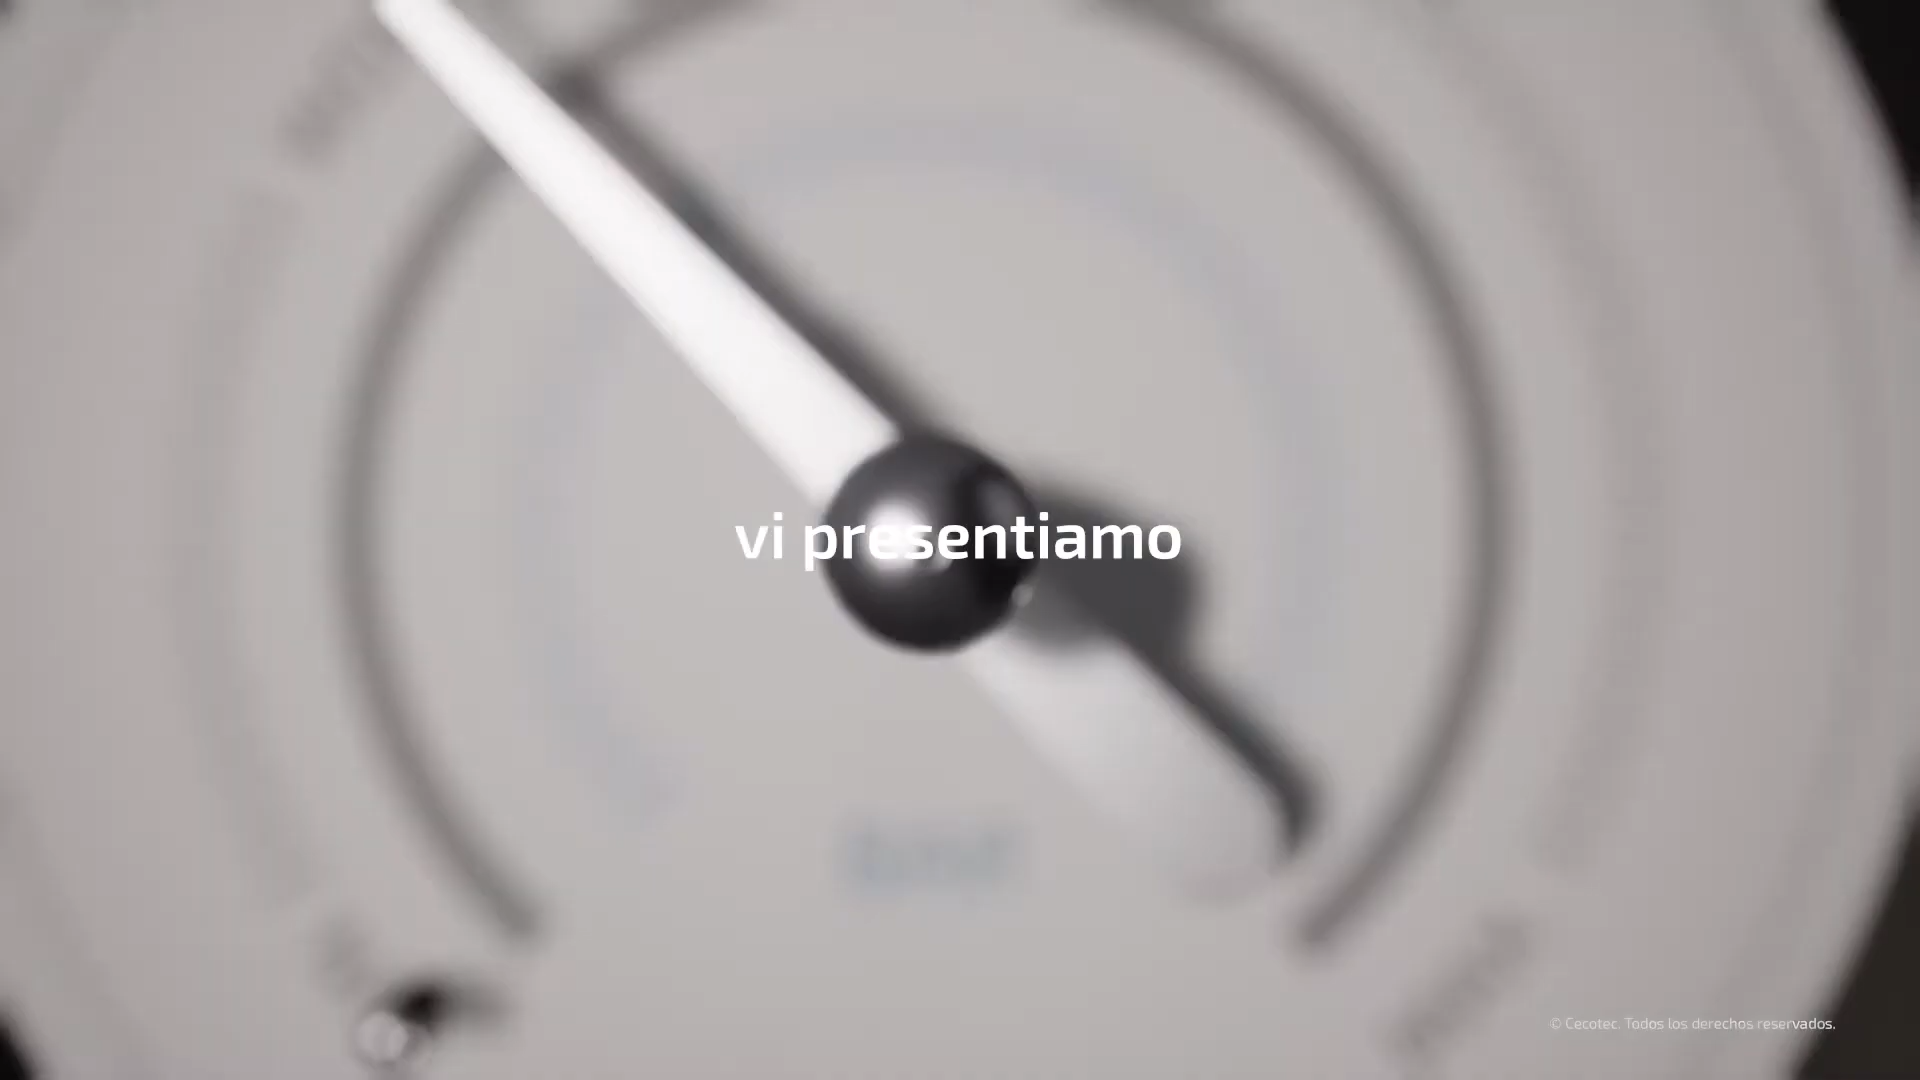 vi presentiamo
© Cecotec. Todos los derechos reservados.